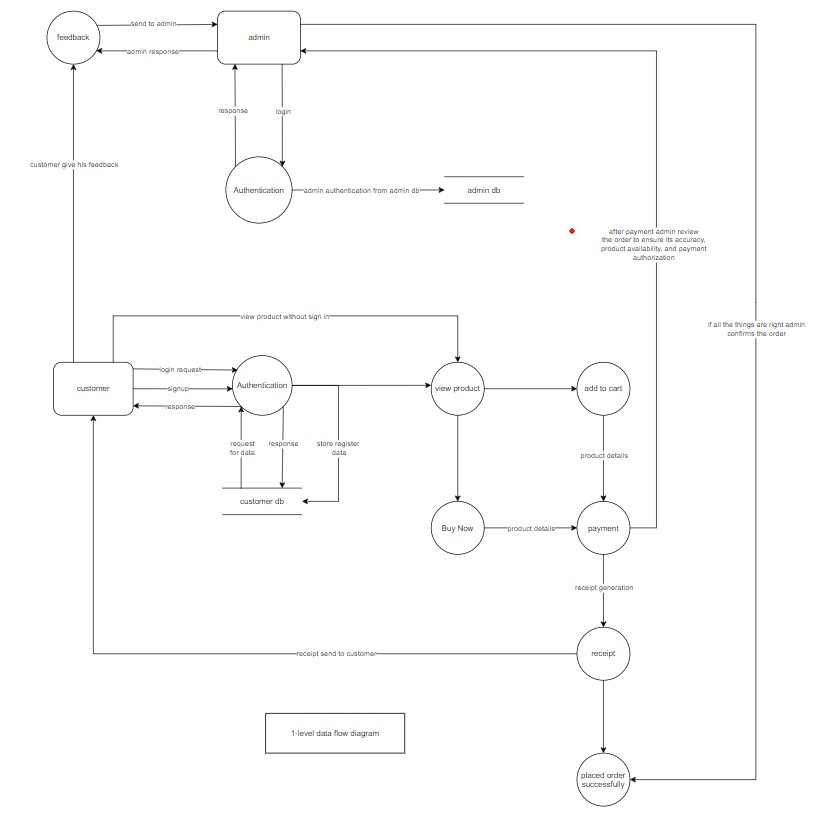 feedback
send to admin
admin response
admin
response
login
customer give his feedback
Authentication
admin authentication from admin db
admin db
after payment admin review
the order to ensure its accuracy,
product availability, and payment
authorization
view product without sign in
if all the things are right admin
confirms the order
customer
login request
signup
response
Authentication
view product
add to cart
request
for data
response
store register
data
product details
customer db
Buy Now
product details
payment
receipt generation
receipt send to customer
receipt
1-level data flow diagram
placed order
successfully